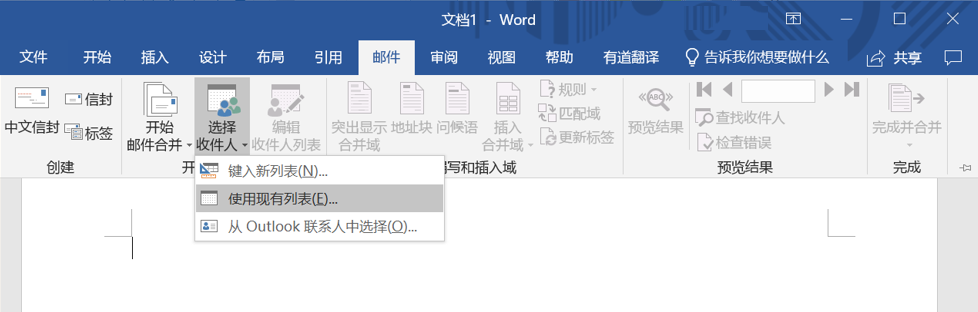 文档1 - Word
文件 开始 插入 设计 布局 引用 邮件 审阅 视图 帮助 有道翻译 告诉我你想要做什么 共享
中文信封
信封
标签
创建
开始
邮件合并
选择
收件人
编辑
收件人列表
开
突出显示
合并域
地址块
问候语
插入
合并域
规则
匹配域
更新标签
写和插入域
ABC
预览结果
查找收件人
检查错误
预览结果
完成并合并
完成
键入新列表(N)...
使用现有列表(E)...
从 Outlook 联系人中选择(O)...